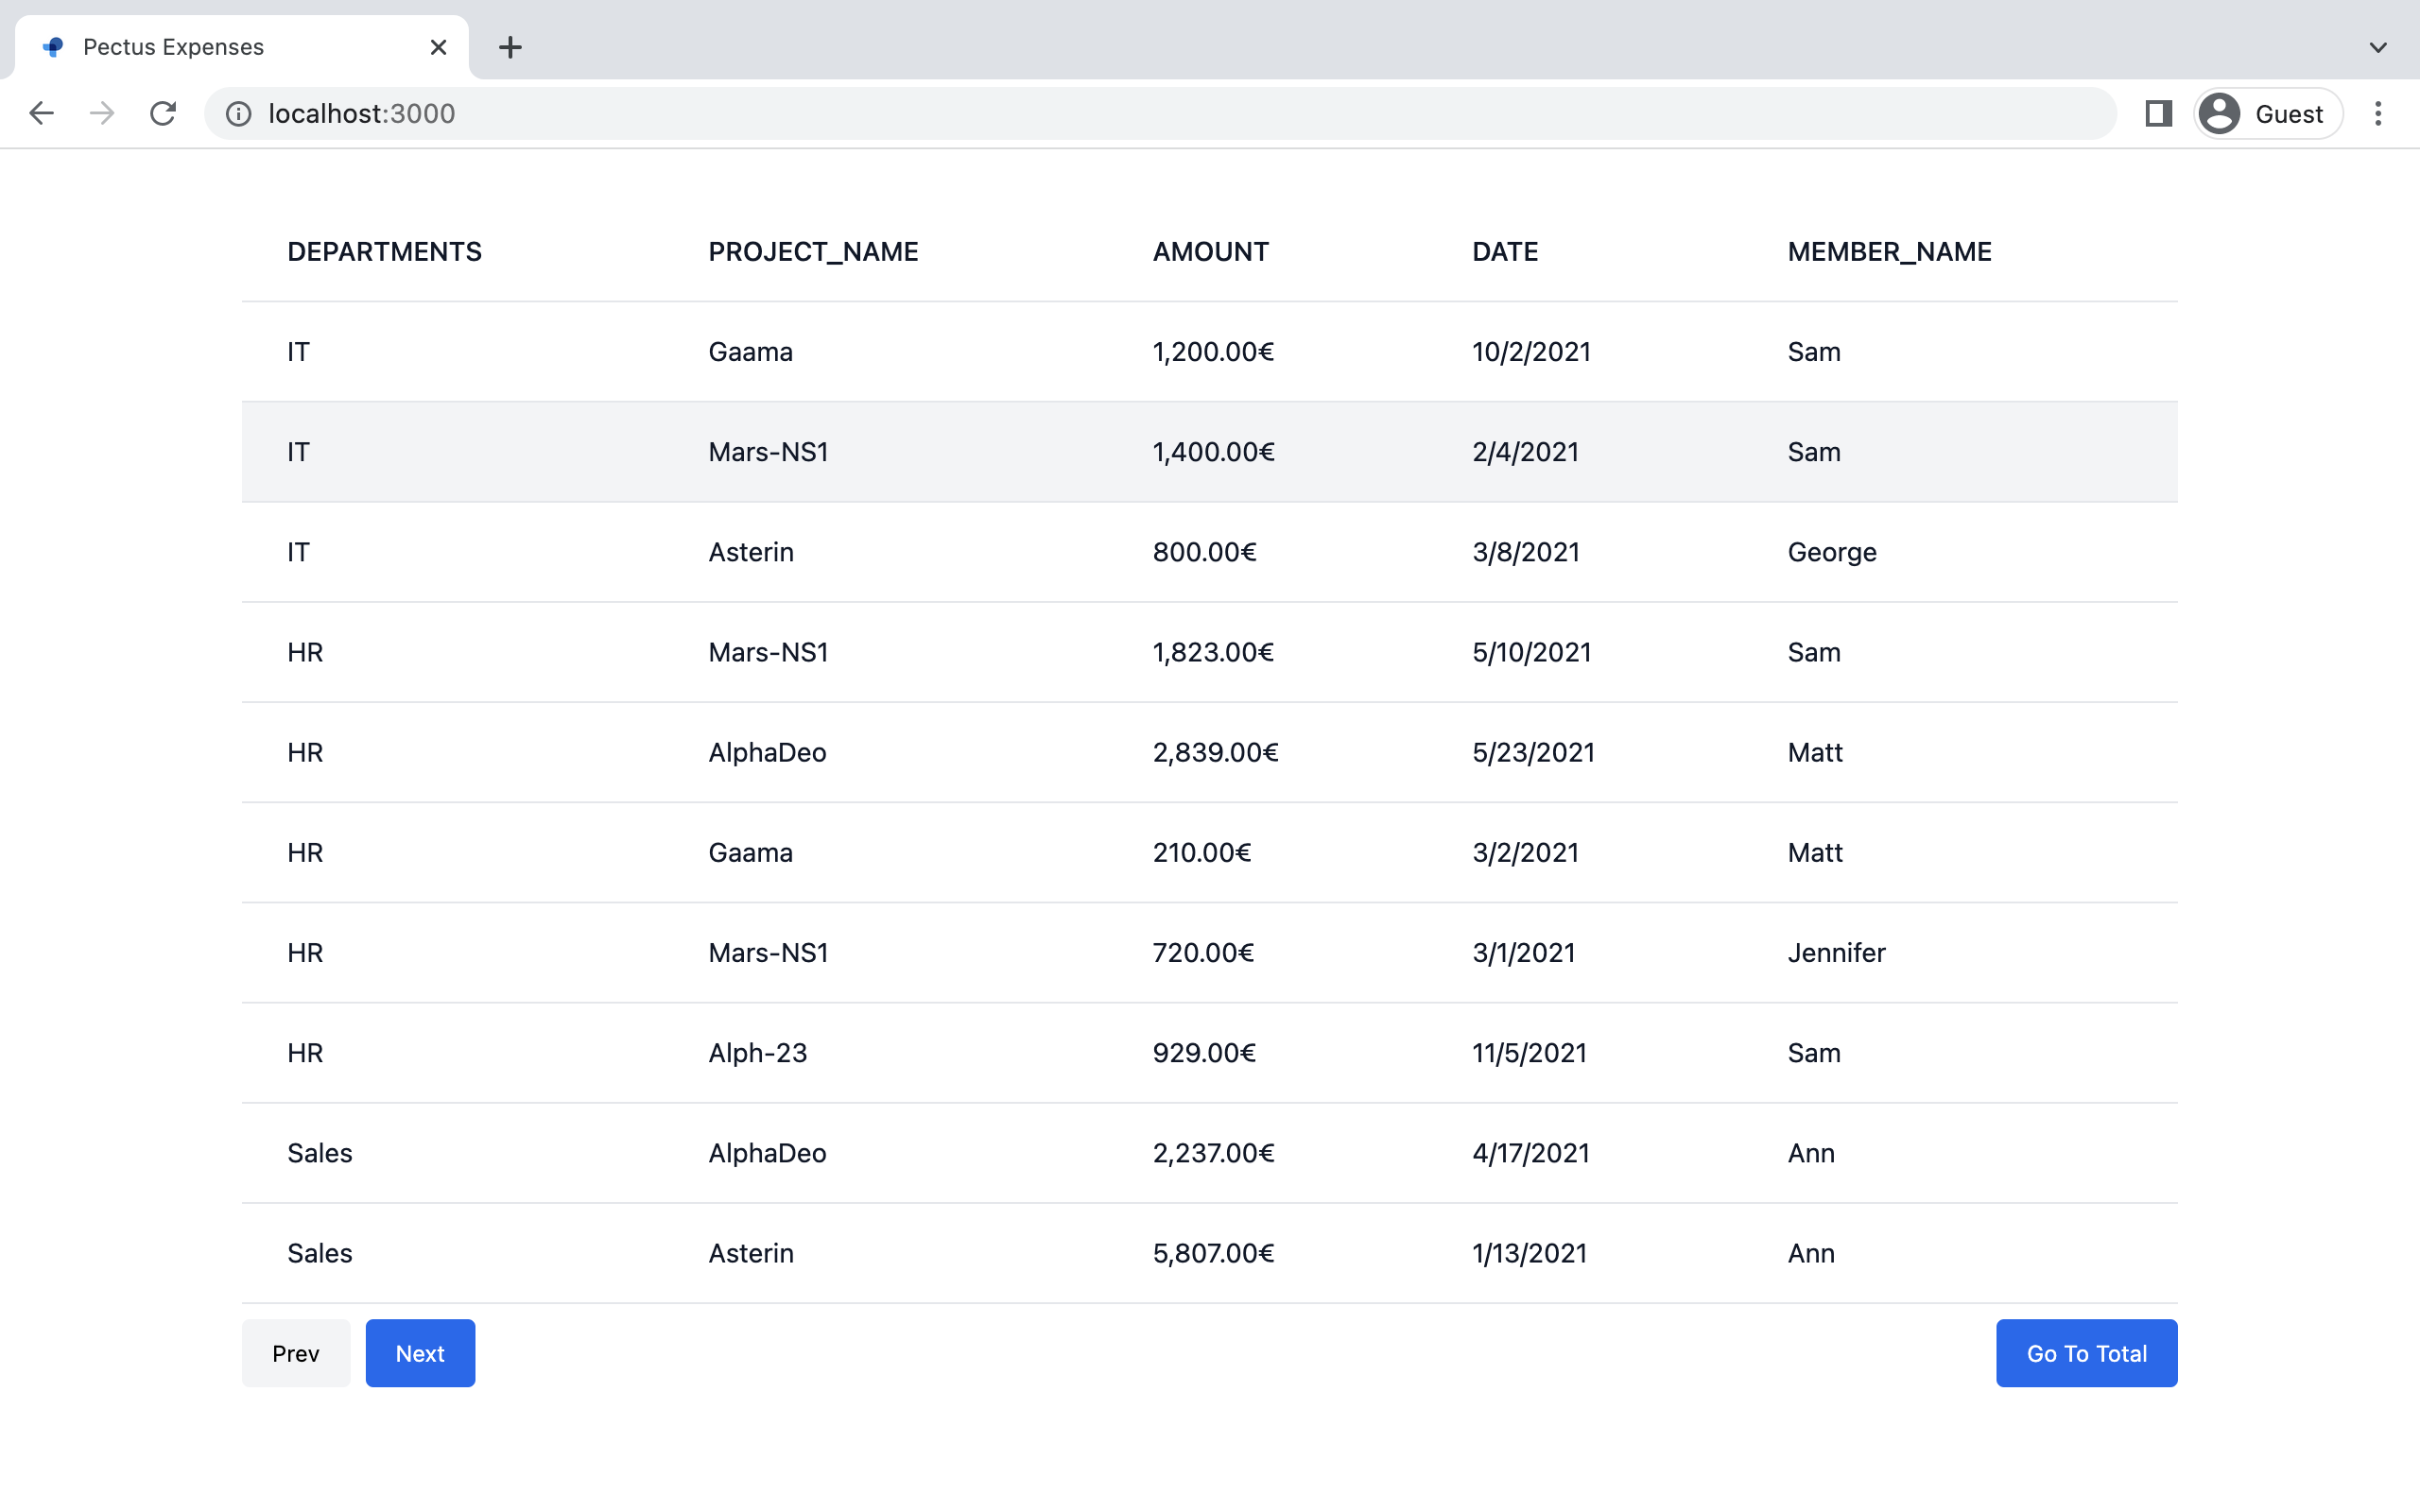 Pectus Expenses
localhost:3000
Guest
DEPARTMENTS PROJECT_NAME AMOUNT DATE MEMBER_NAME
IT Gaama 1,200.00€ 10/2/2021 Sam
IT Mars-NS1 1,400.00€ 2/4/2021 Sam
IT Asterin 800.00€ 3/8/2021 George
HR Mars-NS1 1,823.00€ 5/10/2021 Sam
HR AlphaDeo 2,839.00€ 5/23/2021 Matt
HR Gaama 210.00€ 3/2/2021 Matt
HR Mars-NS1 720.00€ 3/1/2021 Jennifer
HR Alph-23 929.00€ 11/5/2021 Sam
Sales AlphaDeo 2,237.00€ 4/17/2021 Ann
Sales Asterin 5,807.00€ 1/13/2021 Ann
Prev Next Go To Total